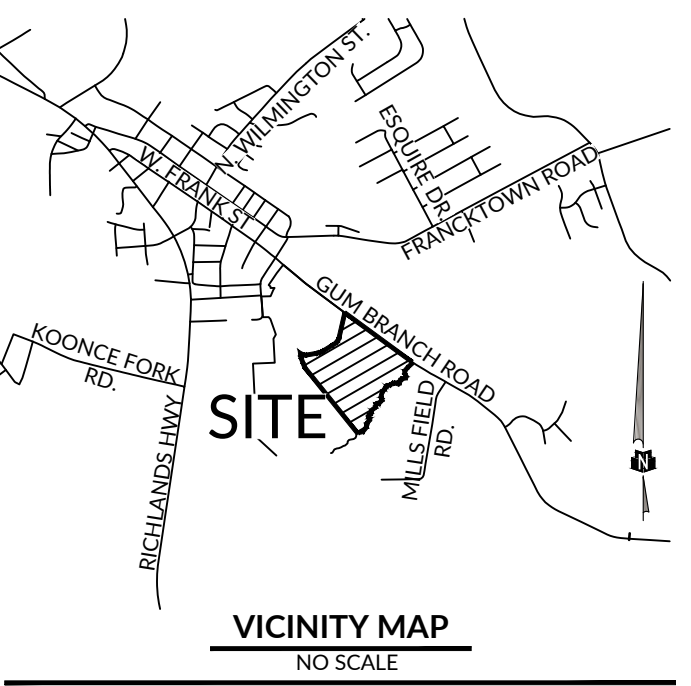 N. WILMINGTON ST.
ESQUIRE DR.
W. FRANK ST
FRANCKTOWN ROAD
GUM BRANCH ROAD
KOONCE FORK
RD.
SITE
MILLS FIELD
RD.
RICHLANDS HWY
N
VICINITY MAP
NO SCALE